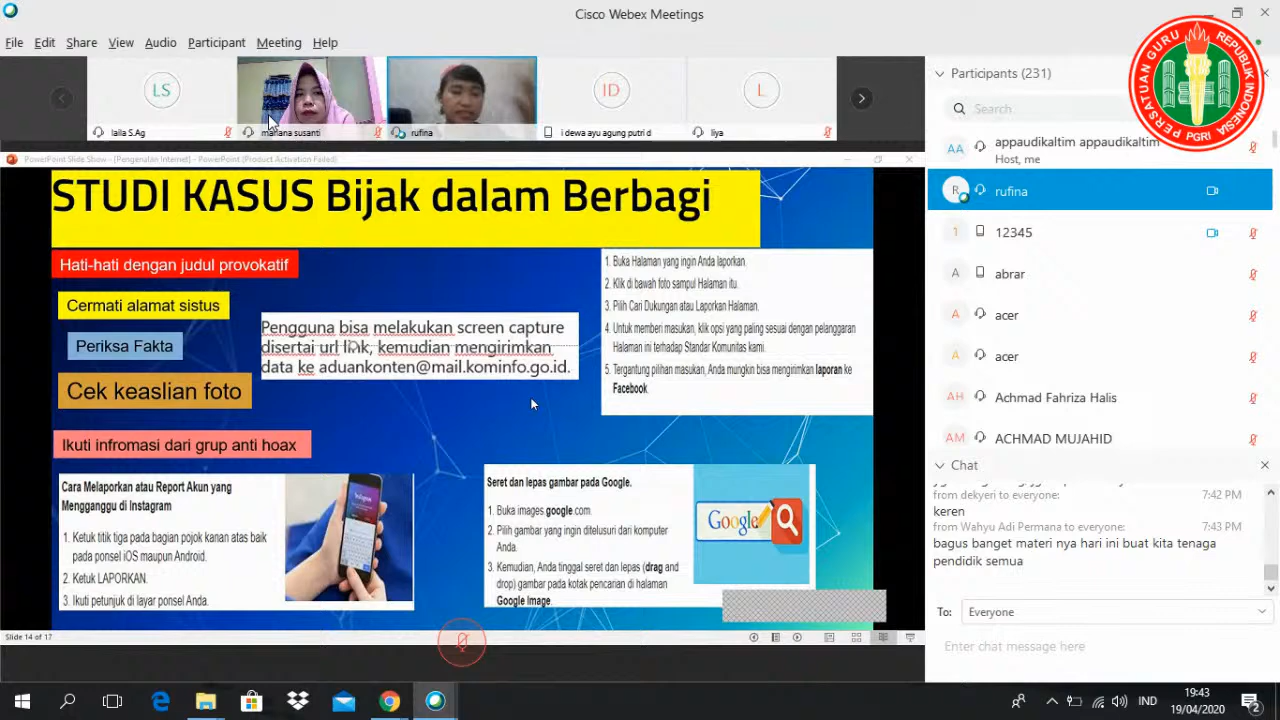 Cisco Webex Meetings
File Edit Share View Audio Participant Meeting Help
LS
laila S.Ag
mariana susanti
rufina
ID
i dewa ayu agung putri d
L
liya
PowerPoint Slide Show - [Pengenalan Internet] - PowerPoint (Product Activation Failed)
STUDI KASUS Bijak dalam Berbagi
Hati-hati dengan judul provokatif
Cermati alamat sistus
Periksa Fakta
Cek keaslian foto
Ikuti infromasi dari grup anti hoax
Pengguna bisa melakukan screen capture
disertai url link, kemudian mengirimkan
data ke aduankonten@mail.kominfo.go.id.
1. Buka Halaman yang ingin Anda laporkan.
2. Klik di bawah foto sampul Halaman itu.
3. Pilih Cari Dukungan atau Laporkan Halaman.
4. Untuk memberi masukan, klik opsi yang paling sesuai dengan pelanggaran
Halaman ini terhadap Standar Komunitas kami.
5. Tergantung pilihan masukan, Anda mungkin bisa mengirimkan laporan ke
Facebook.
Cara Melaporkan atau Report Akun yang
Mengganggu di Instagram
1. Ketuk titik tiga pada bagian pojok kanan atas baik
pada ponsel iOS maupun Android.
2. Ketuk LAPORKAN.
3. Ikuti petunjuk di layar ponsel Anda.
Seret dan lepas gambar pada Google.
1. Buka images.google.com.
2. Pilih gambar yang ingin ditelusuri dari komputer
Anda.
3. Kemudian, Anda tinggal seret dan lepas (drag and
drop) gambar pada kotak pencarian di halaman
Google Image.
Google
Slide 14 of 17
Participants (231)
Search
AA
appaudikaltim appaudikaltim
Host, me
R
rufina
1
12345
A
abrar
A
acer
A
acer
AH
Achmad Fahriza Halis
AM
ACHMAD MUJAHID
PERSATUAN GURU REPUBLIK INDONESIA
PGRI
Chat
from dekyeri to everyone: 7:42 PM
keren
from Wahyu Adi Permana to everyone: 7:43 PM
bagus banget materi nya hari ini buat kita tenaga
pendidik semua
To: Everyone
Enter chat message here
IND
19:43
19/04/2020
2